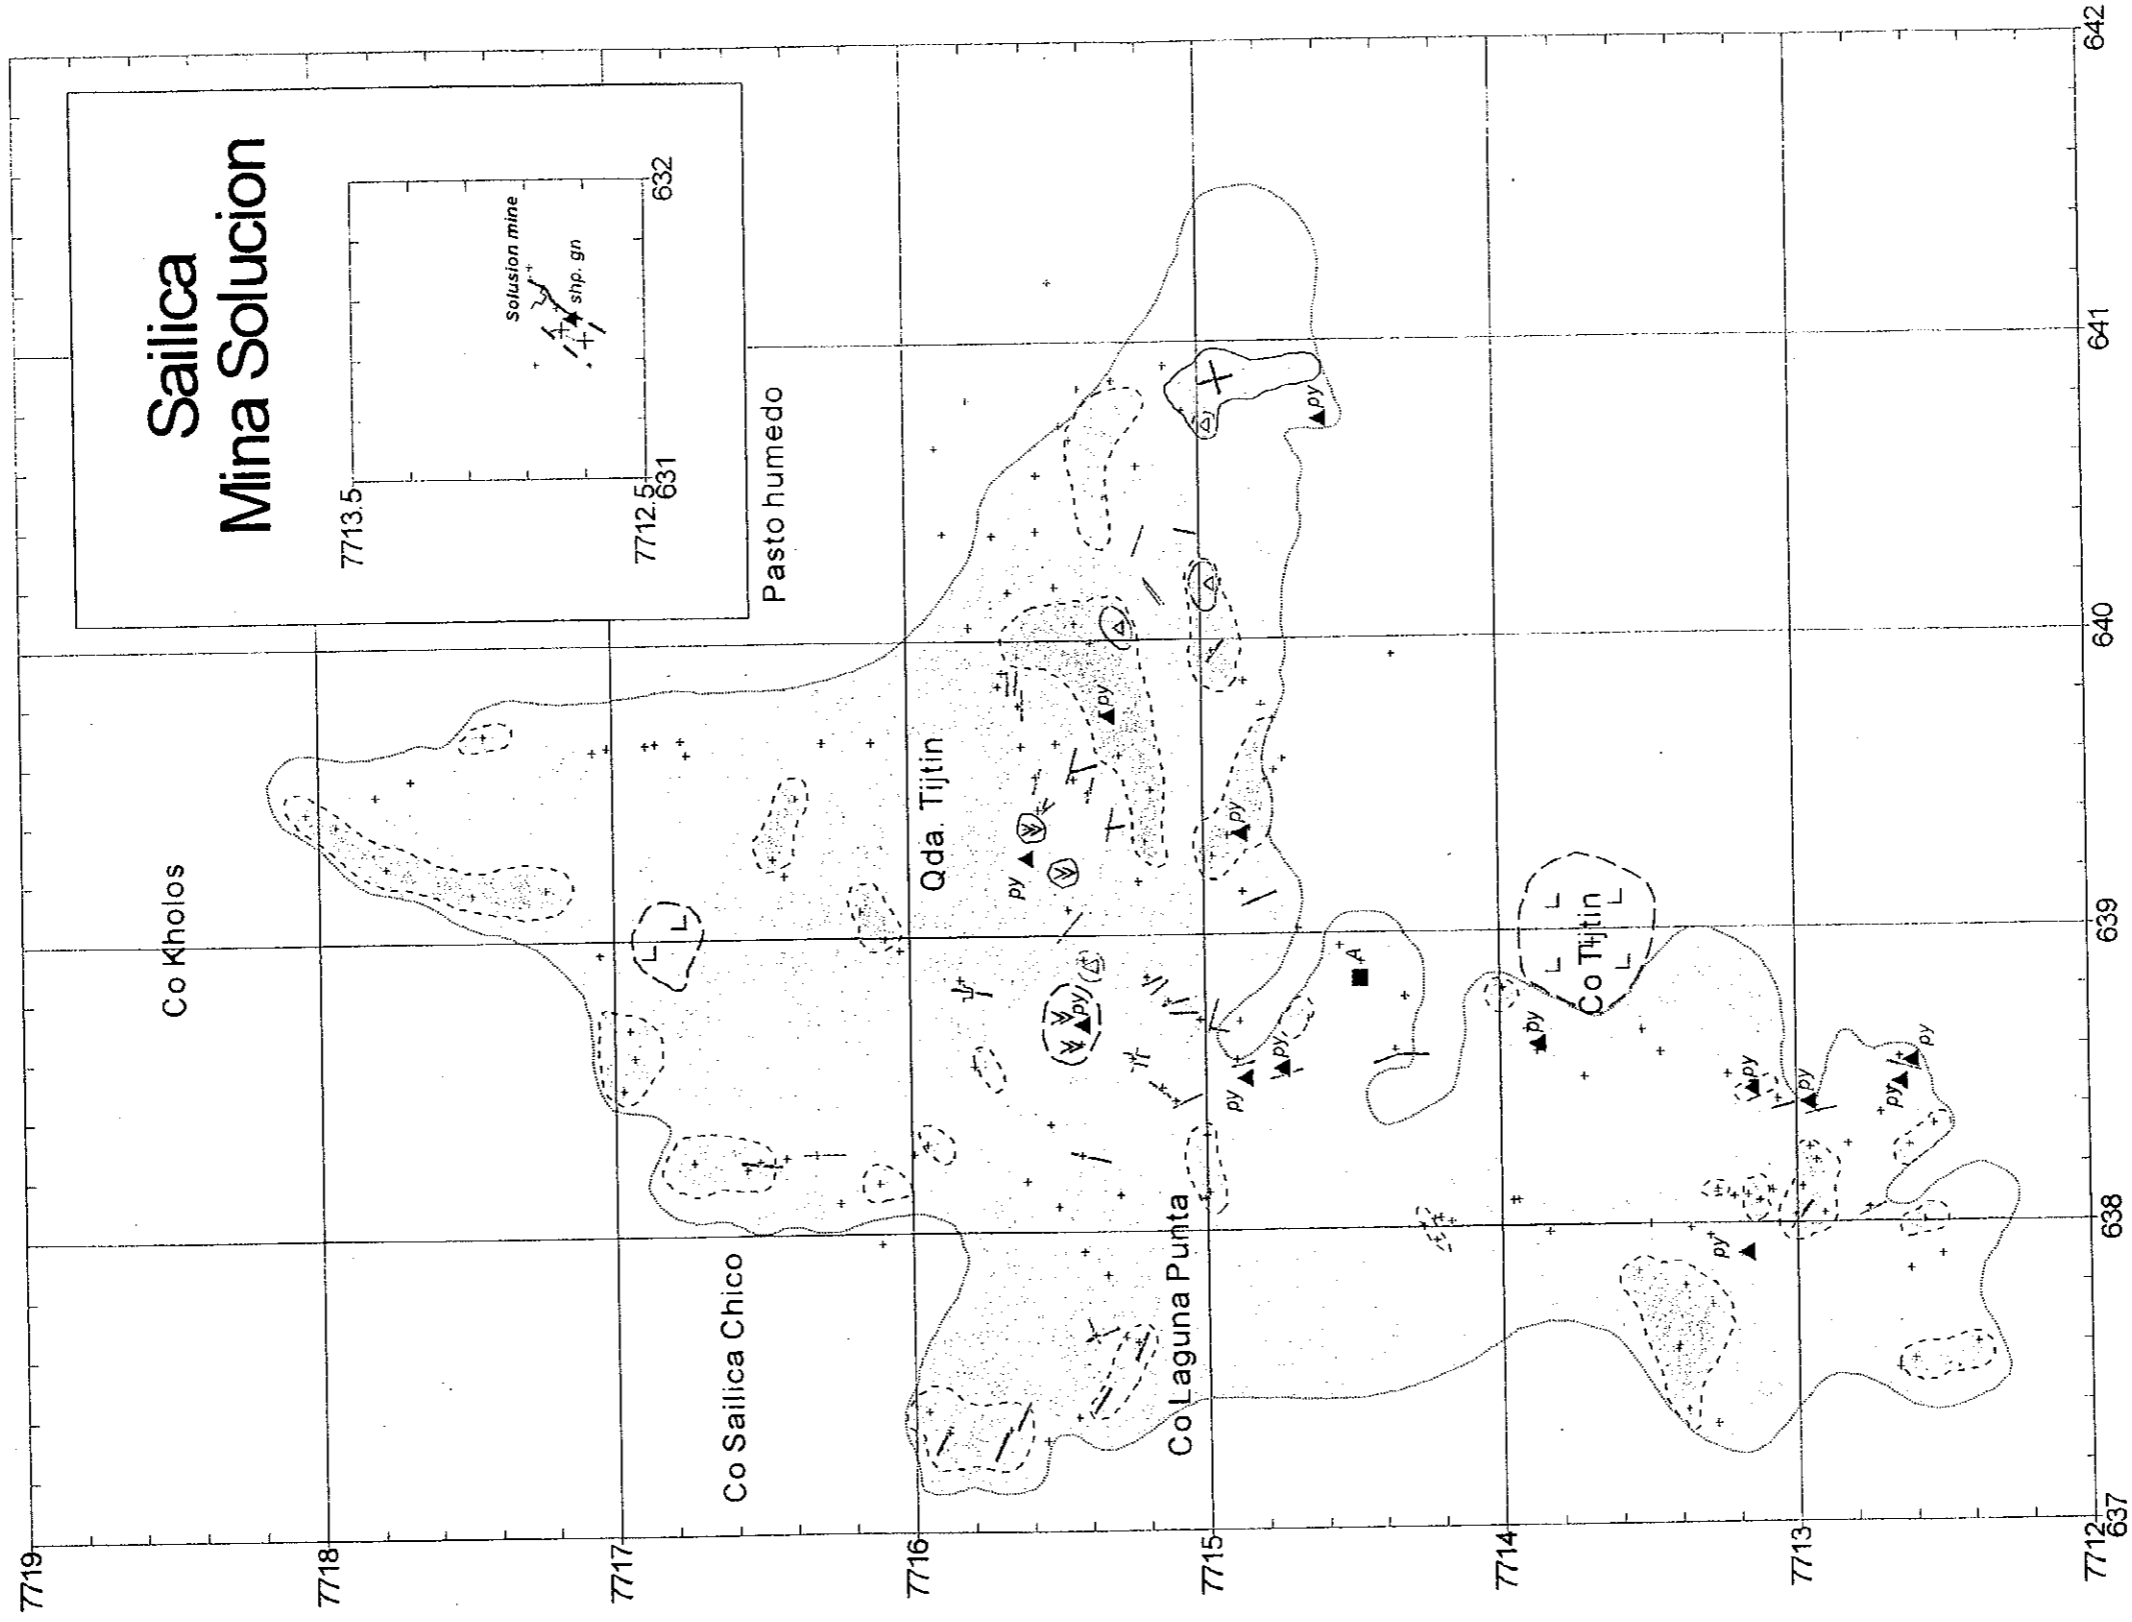 Sailica
Mina Solucion
7713.5
7712.5
631
632
solusion mine
shp. gn
Pasto humedo
Co Kholos
Qda. Tijtin
Co Sailica Chico
Co Laguna Punta
Co Tijtin
py
py
py
py
py
py
py
py
py
py
py
py
py
A
7719
7718
7717
7716
7715
7714
7713
7712
637
638
639
640
641
642